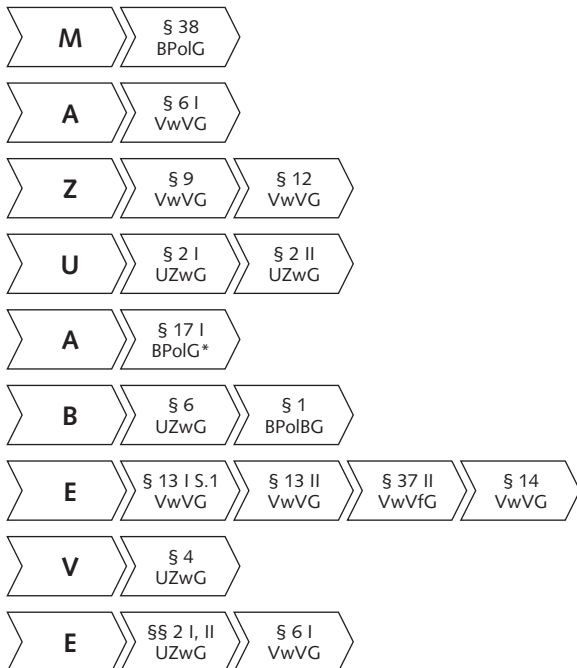 M
§ 38
BPolG
A
§ 6 I
VwVG
Z
§ 9
VwVG
§ 12
VwVG
U
§ 2 I
UZwG
§ 2 II
UZwG
A
§ 17 I
BPolG*
B
§ 6
UZwG
§ 1
BPolBG
E
§ 13 I S.1
VwVG
§ 13 II
VwVG
§ 37 II
VwVfG
§ 14
VwVG
V
§ 4
UZwG
E
§§ 2 I, II
UZwG
§ 6 I
VwVG